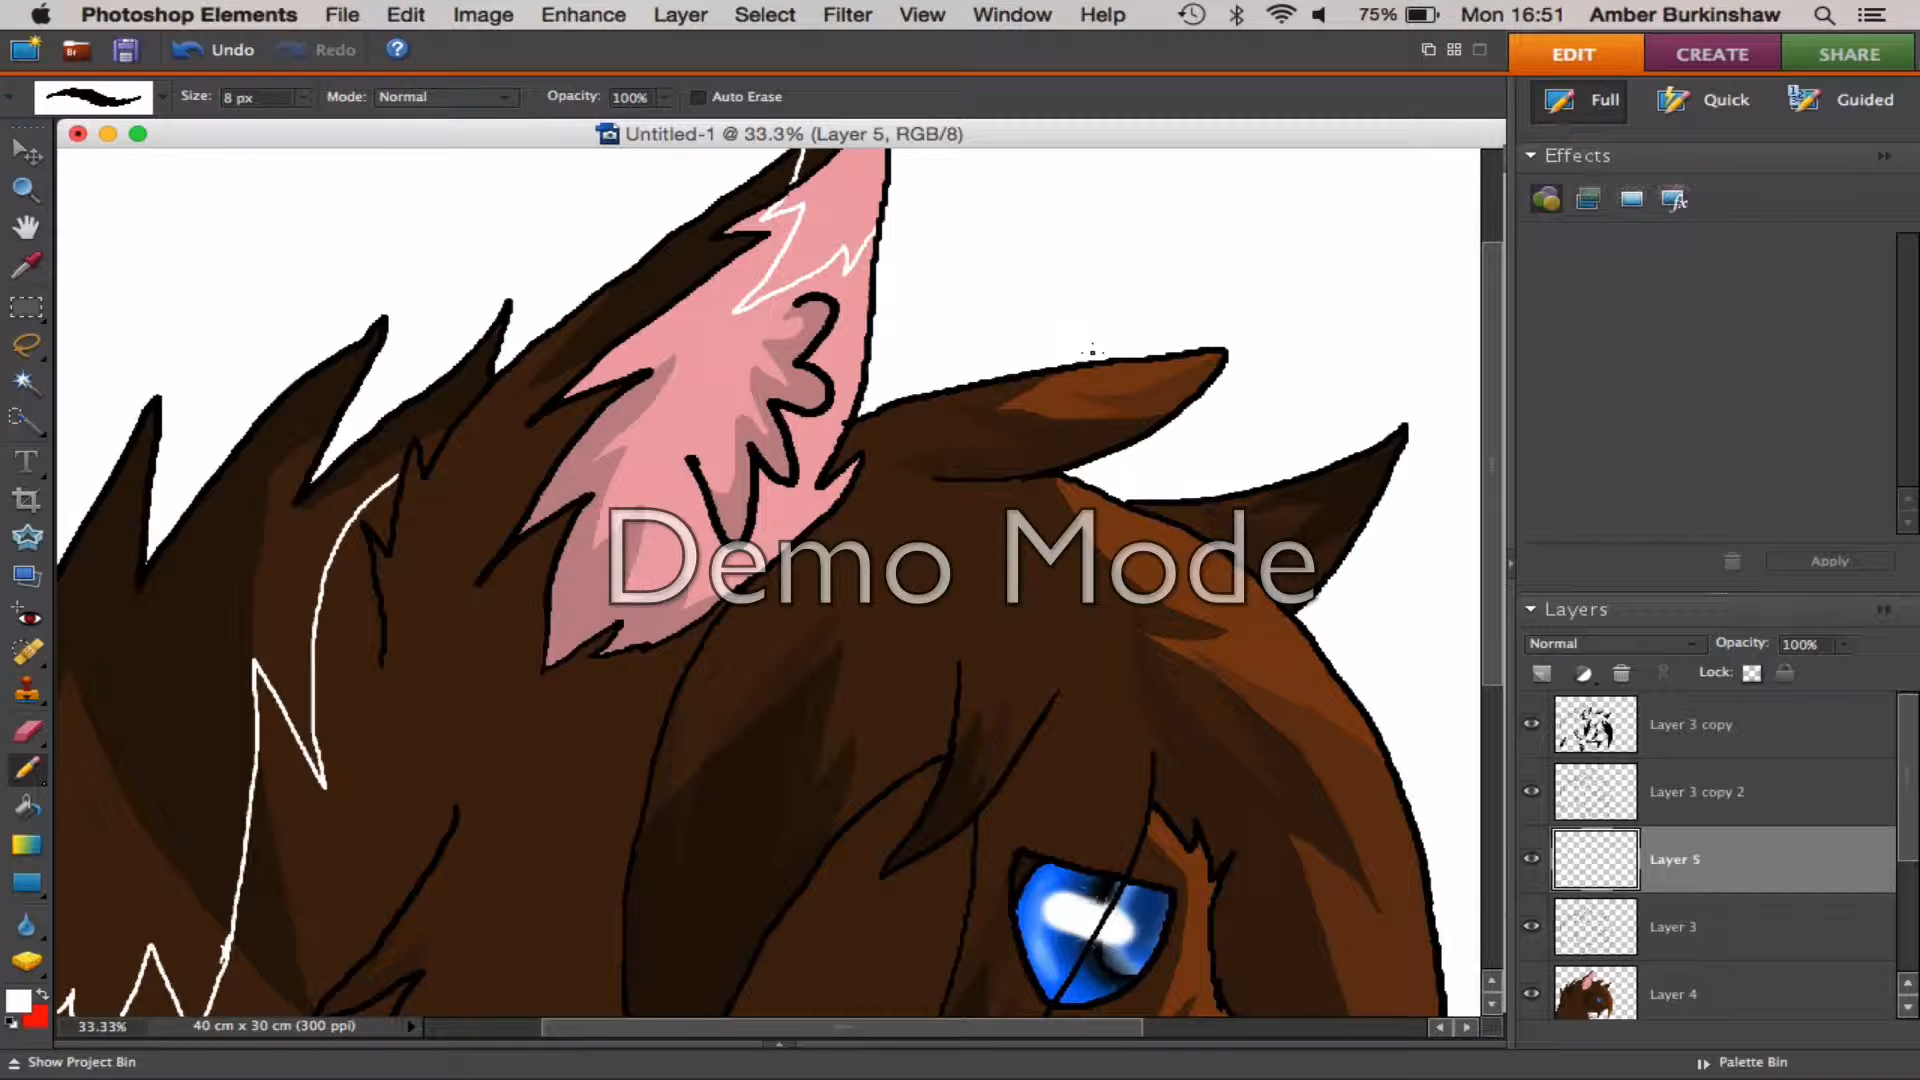 Photoshop Elements File Edit Image Enhance Layer Select Filter View Window Help 75% Mon 16:51 Amber Burkinshaw
Br Undo Redo ? EDIT CREATE SHARE
Size: 8 px Mode: Normal Opacity: 100% Auto Erase Full Quick Guided
Untitled-1 @ 33.3% (Layer 5, RGB/8)
Effects
fx
Demo Mode
Apply
Layers
Normal Opacity: 100%
Lock:
Layer 3 copy
Layer 3 copy 2
Layer 5
Layer 3
Layer 4
33.33% 40 cm x 30 cm (300 ppi)
Show Project Bin Palette Bin